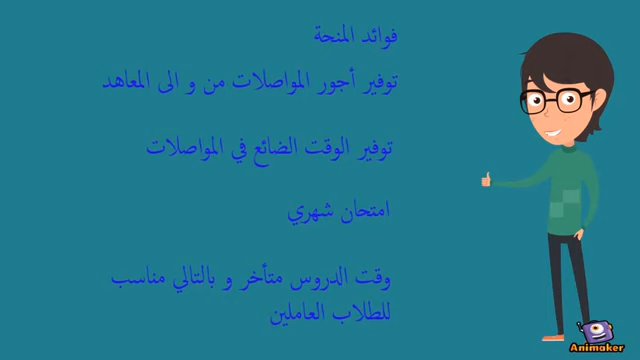 فوائد المنحة
توفير أجور المواصلات من و الى المعاهد
توفير الوقت الضائع في المواصلات
امتحان شهري
وقت الدروس متأخر و بالتالي مناسب
للطلاب العاملين
Animaker